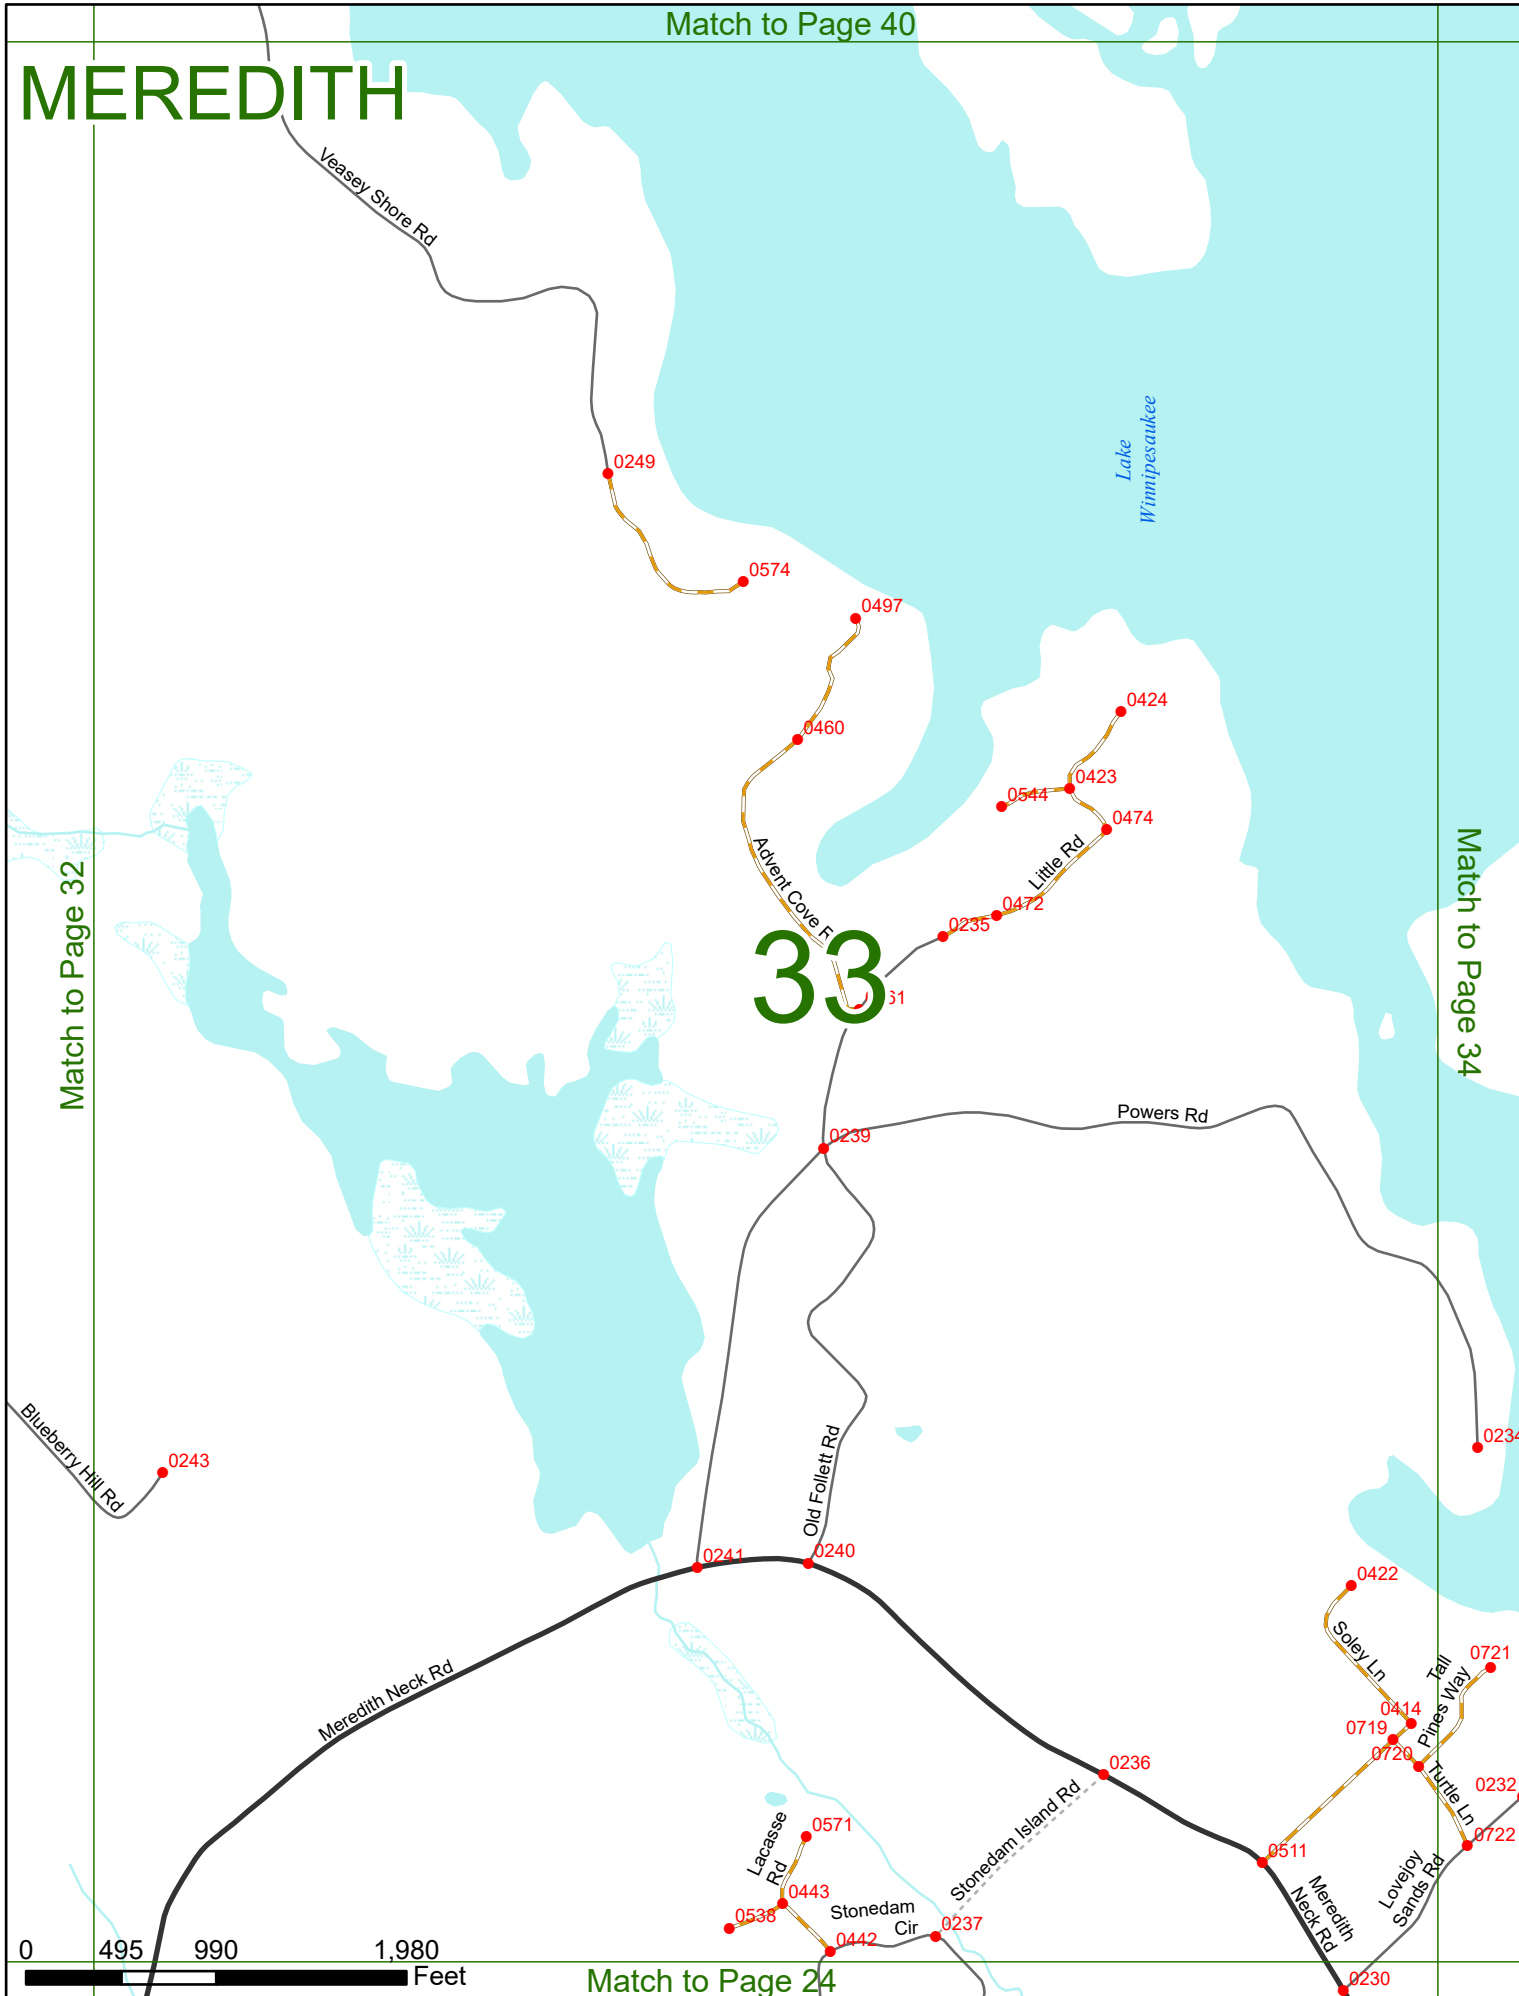 Match to Page 40
MEREDITH
Veasey Shore Rd
Lake
Winnipesaukee
0249
0574
0497
0424
0460
0423
0544
0474
Advent Cove R
Little Rd
Match to Page 32
Match to Page 34
0472
0235
33
61
Powers Rd
0239
Blueberry Hill Rd
0243
Old Follett Rd
0234
0241
0240
0422
Soley Ln
Tall
Pines Way
0721
Meredith Neck Rd
0414
0719
0720
0236
Turtle Ln
0232
Stonedam Island Rd
Lacasse
Rd
0571
0722
0511
Lovejoy
Sands Rd
Meredith
Neck Rd
0443
Stonedam
Cir
0538
0237
0442
0 495 990 1,980
Feet
Match to Page 24
0230